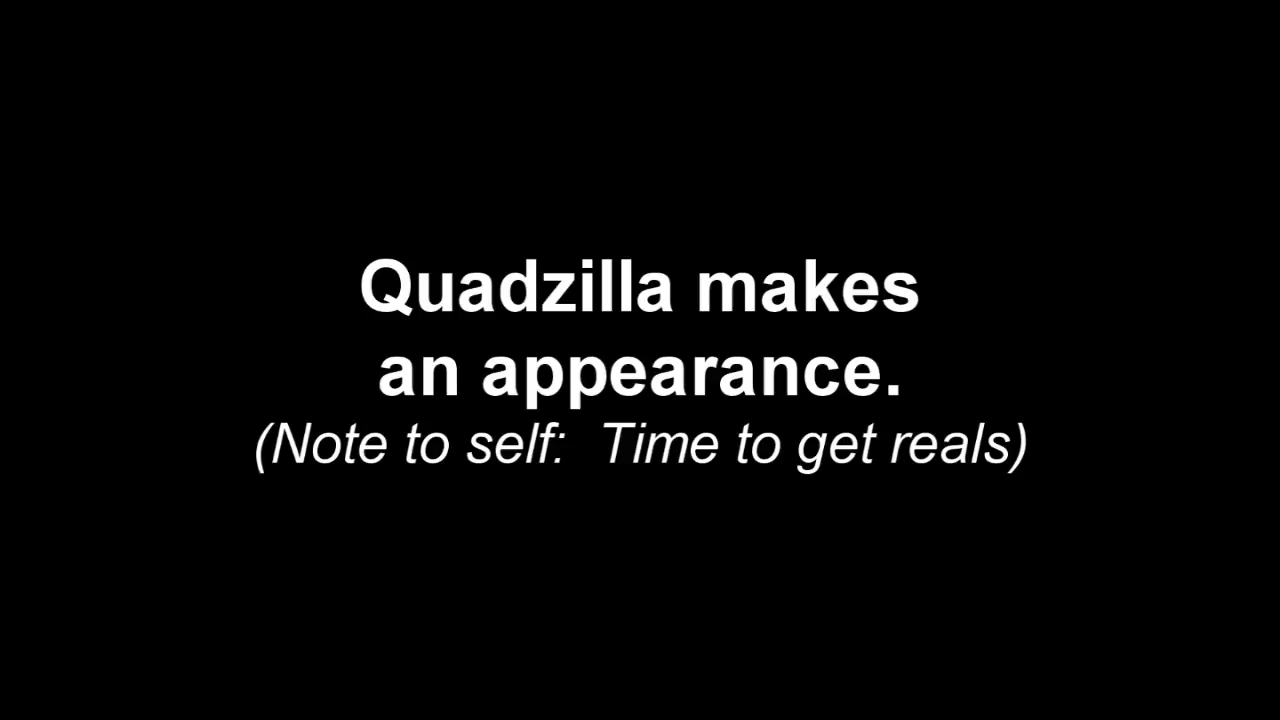 Quadzilla makes
an appearance.
(Note to self:  Time to get reals)